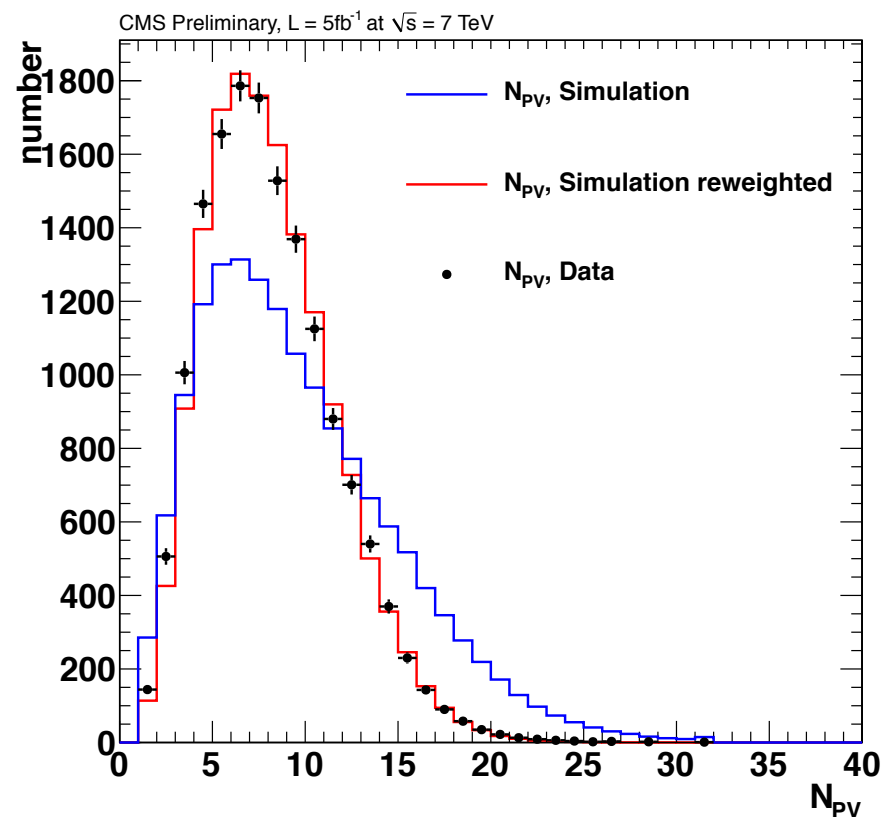 CMS Preliminary, L = 5fb⁻¹ at √s = 7 TeV
number
1800
1600
1400
1200
1000
800
600
400
200
0
N_PV, Simulation
N_PV, Simulation reweighted
N_PV, Data
0 5 10 15 20 25 30 35 40
N_PV